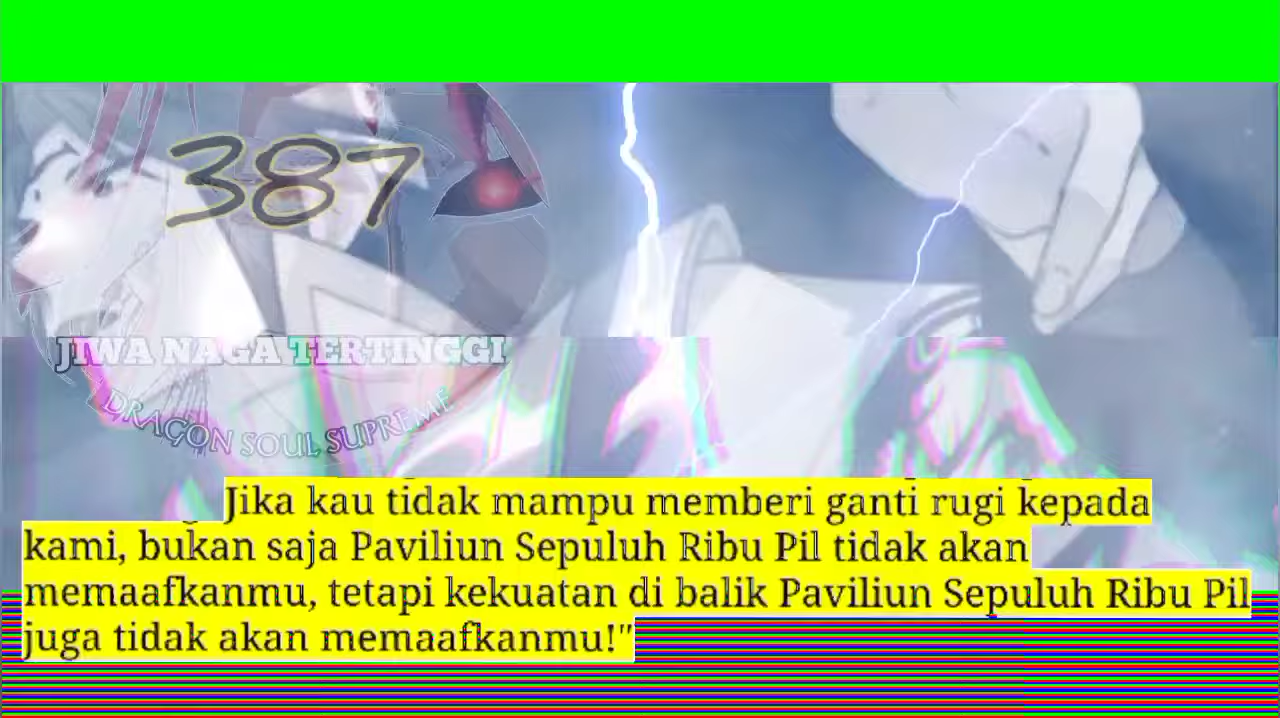 387
JIWA NAGA TERTINGGI
DRAGON SOUL SUPREME
Jika kau tidak mampu memberi ganti rugi kepada
kami, bukan saja Paviliun Sepuluh Ribu Pil tidak akan
memaafkanmu, tetapi kekuatan di balik Paviliun Sepuluh Ribu Pil
juga tidak akan memaafkanmu!"